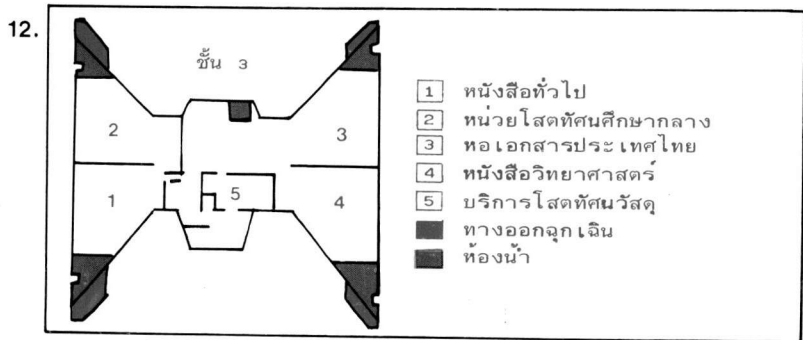 12.
ชั้น 3
2
3
1
5
4
1 หนังสือทั่วไป
2 หน่วยโสตทัศนศึกษากลาง
3 หอเอกสารประเทศไทย
4 หนังสือวิทยาศาสตร์
5 บริการโสตทัศนวัสดุ
ทางออกฉุกเฉิน
ห้องน้ำ